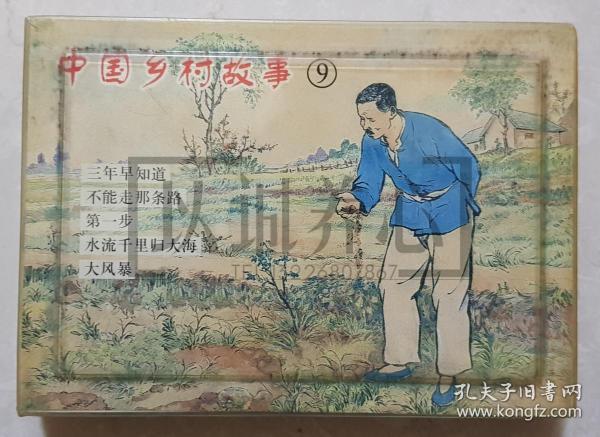 中国乡村故事 ⑨
三年早知道
不能走那条路
第一步
水流千里归大海
大风暴
孔夫子旧书网
www.kongfz.com